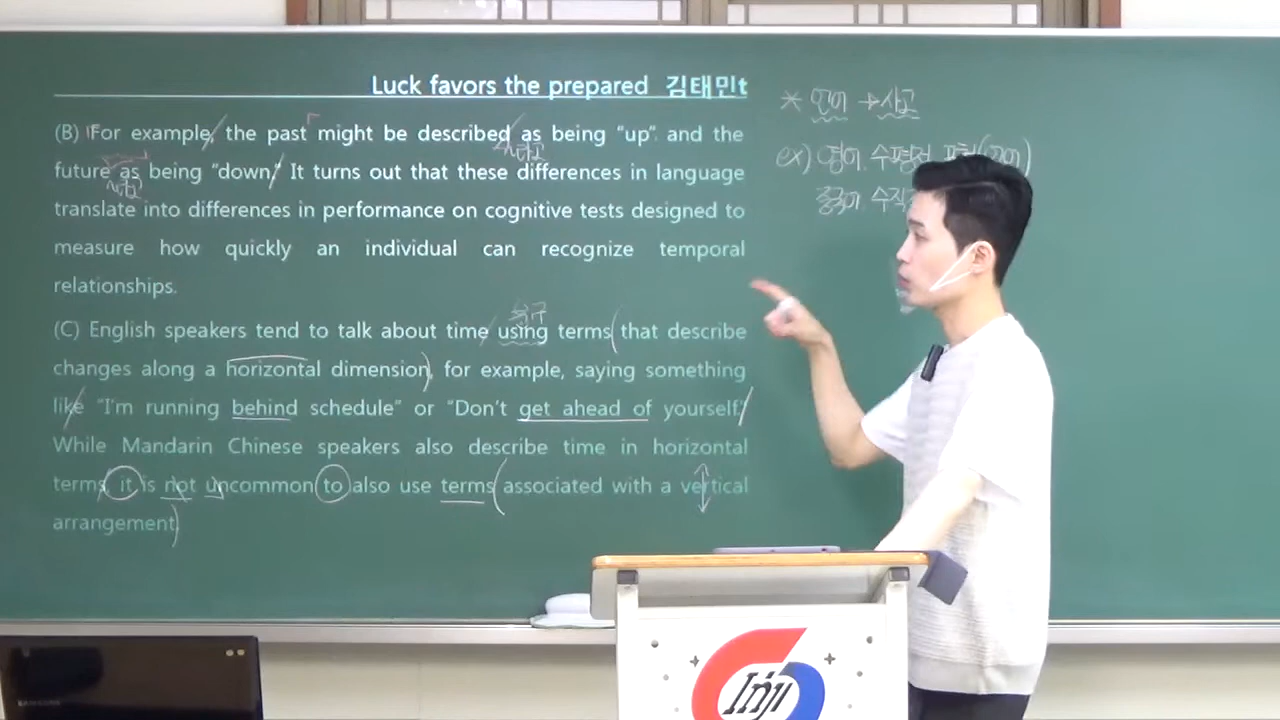 Luck favors the prepared 김태민t
(B) For example, the past might be described as being “up”. and the
future as being “down.” It turns out that these differences in language
translate into differences in performance on cognitive tests designed to
measure how quickly an individual can recognize temporal
relationships.
(C) English speakers tend to talk about time using terms that describe
changes along a horizontal dimension, for example, saying something
like “I’m running behind schedule” or “Don’t get ahead of yourself.”
While Mandarin Chinese speakers also describe time in horizontal
terms, it is not uncommon to also use terms associated with a vertical
arrangement.
* 언어 → 사고
ex) 영어. 수평적
중국어. 수직
Inji
SAMSUNG